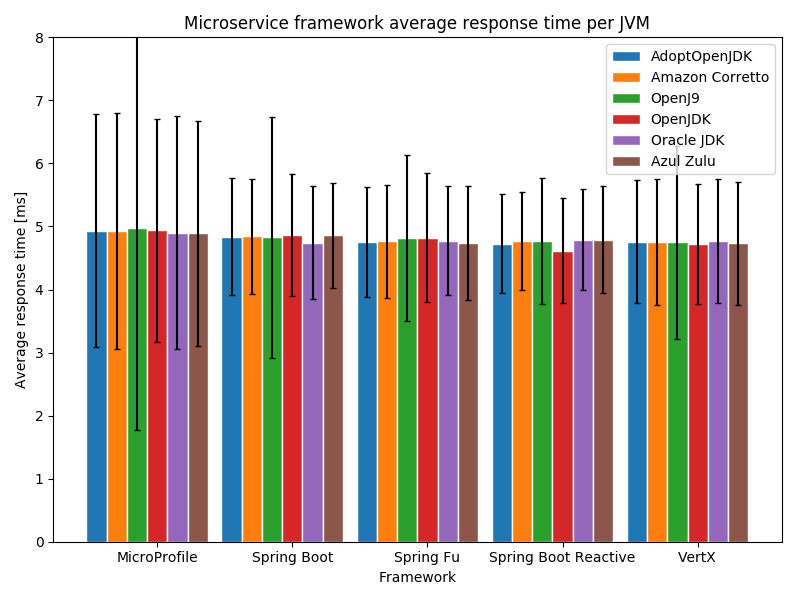 Microservice framework average response time per JVM
8
7
6
5
4
3
2
1
0
Average response time [ms]
AdoptOpenJDK
Amazon Corretto
OpenJ9
OpenJDK
Oracle JDK
Azul Zulu
MicroProfile
Spring Boot
Spring Fu
Spring Boot Reactive
VertX
Framework